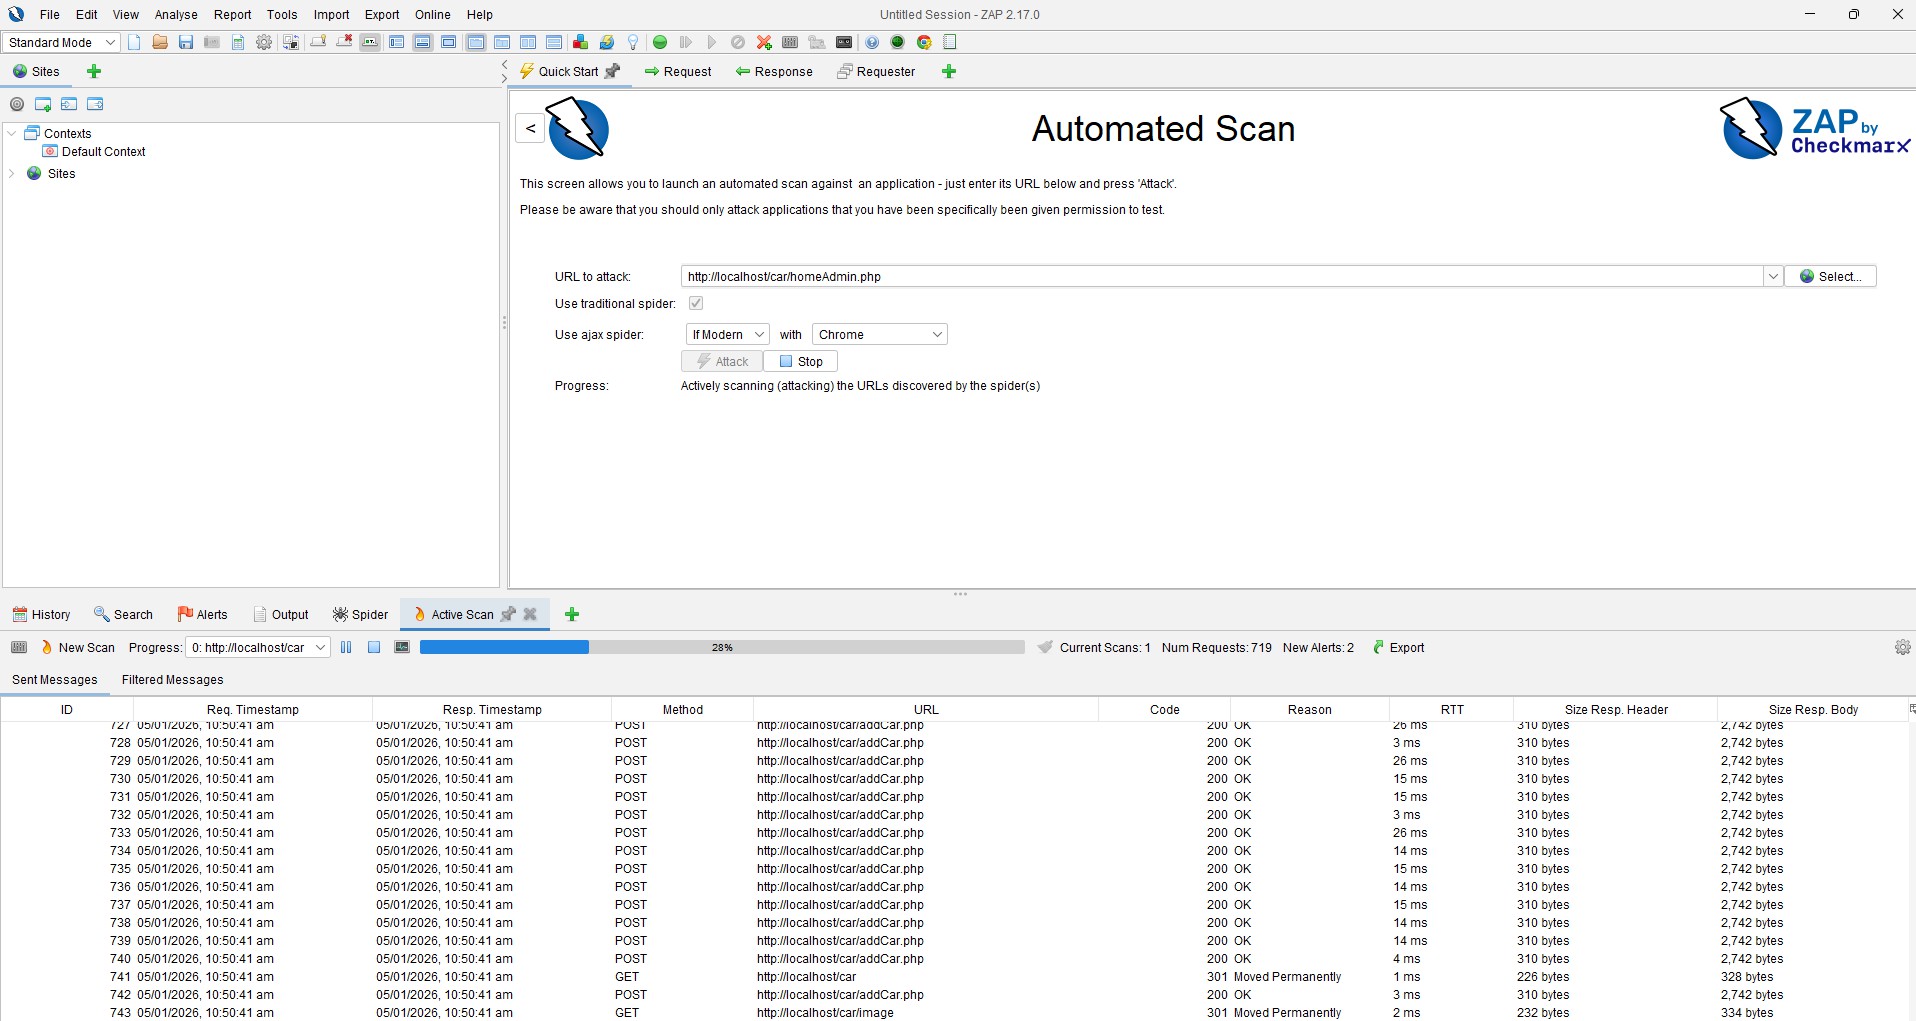 File Edit View Analyse Report Tools Import Export Online Help
Untitled Session - ZAP 2.17.0
Standard Mode
Sites
Quick Start Request Response Requester
Contexts
Default Context
Sites
<
Automated Scan
ZAP by
Checkmarx
This screen allows you to launch an automated scan against an application - just enter its URL below and press 'Attack'.
Please be aware that you should only attack applications that you have been specifically been given permission to test.
URL to attack: http://localhost/car/homeAdmin.php Select...
Use traditional spider:
Use ajax spider: If Modern with Chrome
Attack Stop
Progress: Actively scanning (attacking) the URLs discovered by the spider(s)
History Search Alerts Output Spider Active Scan
New Scan Progress: 0: http://localhost/car 28% Current Scans: 1 Num Requests: 719 New Alerts: 2 Export
Sent Messages Filtered Messages
ID Req. Timestamp Resp. Timestamp Method URL Code Reason RTT Size Resp. Header Size Resp. Body
727 05/01/2026, 10:50:41 am 05/01/2026, 10:50:41 am POST http://localhost/car/addCar.php 200 OK 26 ms 310 bytes 2,742 bytes
728 05/01/2026, 10:50:41 am 05/01/2026, 10:50:41 am POST http://localhost/car/addCar.php 200 OK 3 ms 310 bytes 2,742 bytes
729 05/01/2026, 10:50:41 am 05/01/2026, 10:50:41 am POST http://localhost/car/addCar.php 200 OK 26 ms 310 bytes 2,742 bytes
730 05/01/2026, 10:50:41 am 05/01/2026, 10:50:41 am POST http://localhost/car/addCar.php 200 OK 15 ms 310 bytes 2,742 bytes
731 05/01/2026, 10:50:41 am 05/01/2026, 10:50:41 am POST http://localhost/car/addCar.php 200 OK 15 ms 310 bytes 2,742 bytes
732 05/01/2026, 10:50:41 am 05/01/2026, 10:50:41 am POST http://localhost/car/addCar.php 200 OK 3 ms 310 bytes 2,742 bytes
733 05/01/2026, 10:50:41 am 05/01/2026, 10:50:41 am POST http://localhost/car/addCar.php 200 OK 26 ms 310 bytes 2,742 bytes
734 05/01/2026, 10:50:41 am 05/01/2026, 10:50:41 am POST http://localhost/car/addCar.php 200 OK 14 ms 310 bytes 2,742 bytes
735 05/01/2026, 10:50:41 am 05/01/2026, 10:50:41 am POST http://localhost/car/addCar.php 200 OK 15 ms 310 bytes 2,742 bytes
736 05/01/2026, 10:50:41 am 05/01/2026, 10:50:41 am POST http://localhost/car/addCar.php 200 OK 14 ms 310 bytes 2,742 bytes
737 05/01/2026, 10:50:41 am 05/01/2026, 10:50:41 am POST http://localhost/car/addCar.php 200 OK 15 ms 310 bytes 2,742 bytes
738 05/01/2026, 10:50:41 am 05/01/2026, 10:50:41 am POST http://localhost/car/addCar.php 200 OK 14 ms 310 bytes 2,742 bytes
739 05/01/2026, 10:50:41 am 05/01/2026, 10:50:41 am POST http://localhost/car/addCar.php 200 OK 14 ms 310 bytes 2,742 bytes
740 05/01/2026, 10:50:41 am 05/01/2026, 10:50:41 am POST http://localhost/car/addCar.php 200 OK 4 ms 310 bytes 2,742 bytes
741 05/01/2026, 10:50:41 am 05/01/2026, 10:50:41 am GET http://localhost/car 301 Moved Permanently 1 ms 226 bytes 328 bytes
742 05/01/2026, 10:50:41 am 05/01/2026, 10:50:41 am POST http://localhost/car/addCar.php 200 OK 3 ms 310 bytes 2,742 bytes
743 05/01/2026, 10:50:41 am 05/01/2026, 10:50:41 am GET http://localhost/car/image 301 Moved Permanently 2 ms 232 bytes 334 bytes